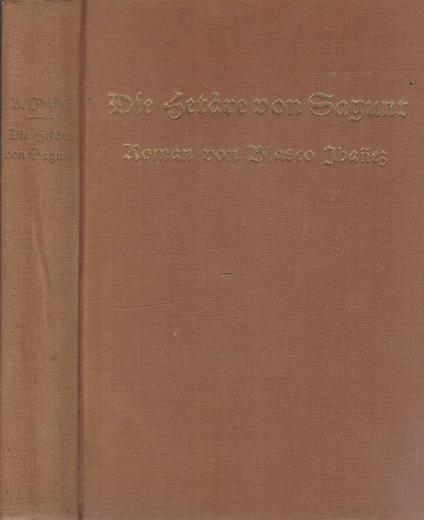 B. Ibañez
Die Hetäre
von Sagunt
Die Hetäre von Sagunt
Roman von Blasco Ibañez